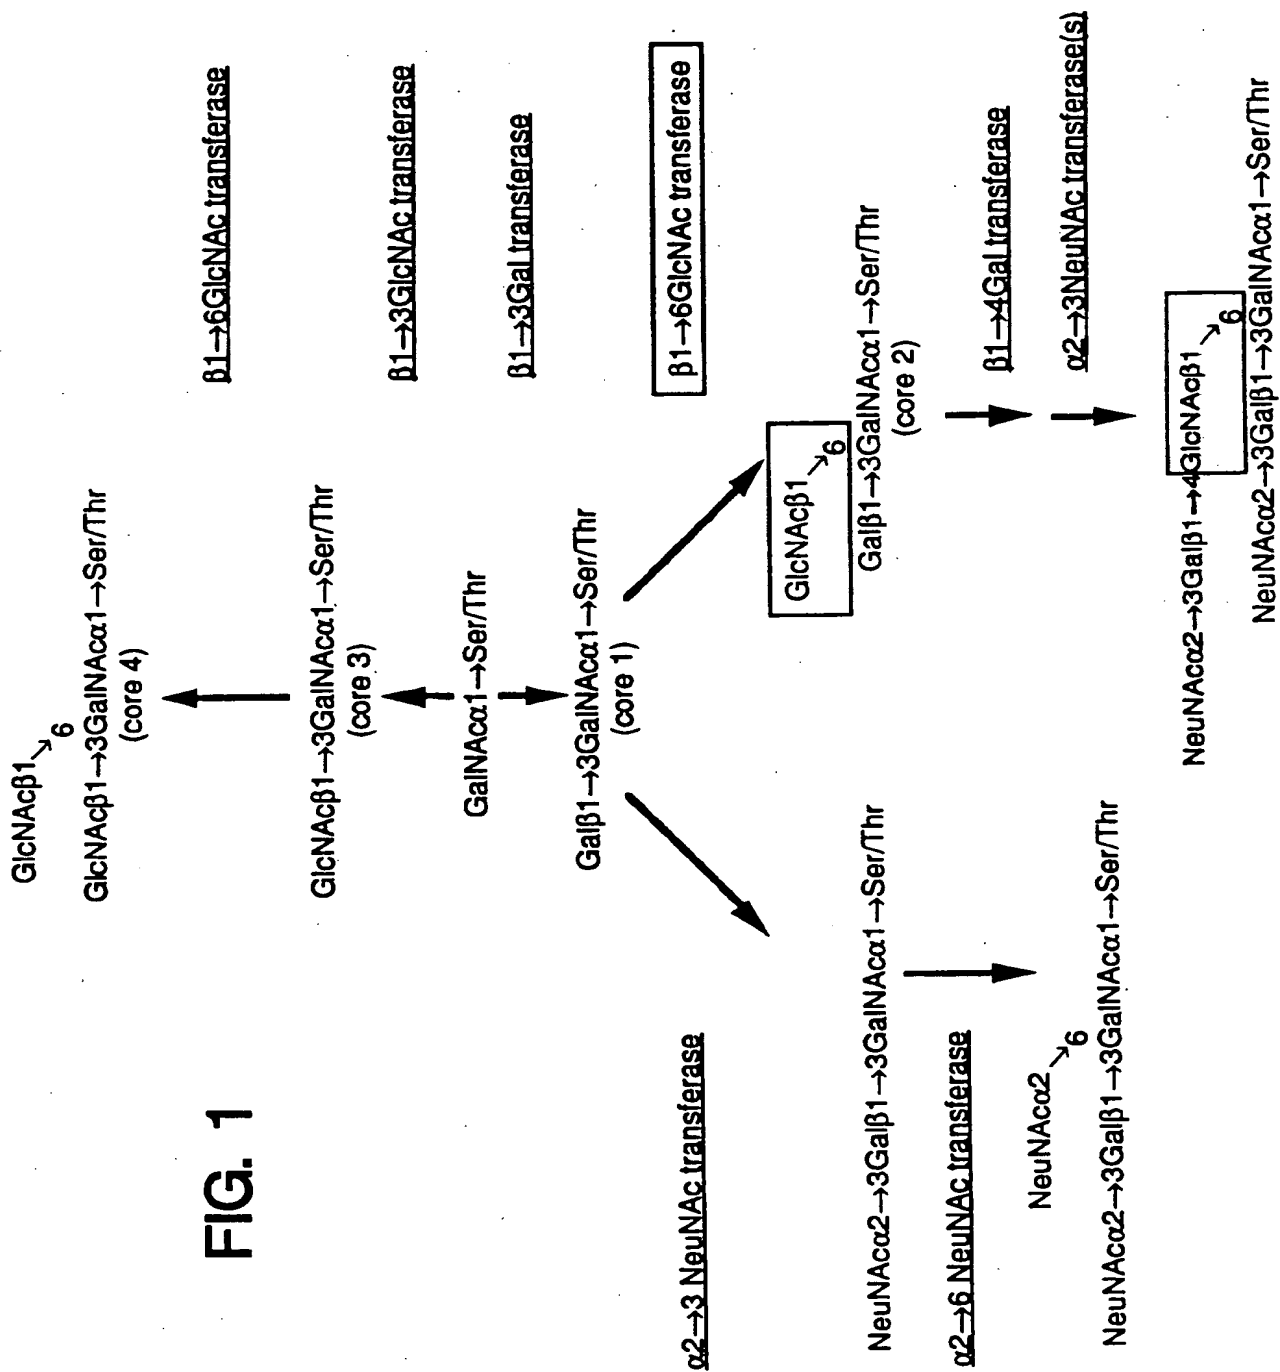 FIG. 1
GlcNAcβ1
→6
GlcNAcβ1→3GalNAcα1→Ser/Thr
(core 4)
β1→6GlcNAc transferase
GlcNAcβ1→3GalNAcα1→Ser/Thr
(core 3)
β1→3GlcNAc transferase
GalNAcα1→Ser/Thr
β1→3Gal transferase
Galβ1→3GalNAcα1→Ser/Thr
(core 1)
α2→3 NeuNAc transferase
β1→6GlcNAc transferase
NeuNAcα2→3Galβ1→3GalNAcα1→Ser/Thr
GlcNAcβ1
→6
Galβ1→3GalNAcα1→Ser/Thr
(core 2)
α2→6 NeuNAc transferase
β1→4Gal transferase
α2→3NeuNAc transferase(s)
NeuNAcα2
→6
NeuNAcα2→3Galβ1→3GalNAcα1→Ser/Thr
NeuNAcα2→3Galβ1→4GlcNAcβ1
→6
NeuNAcα2→3Galβ1→3GalNAcα1→Ser/Thr